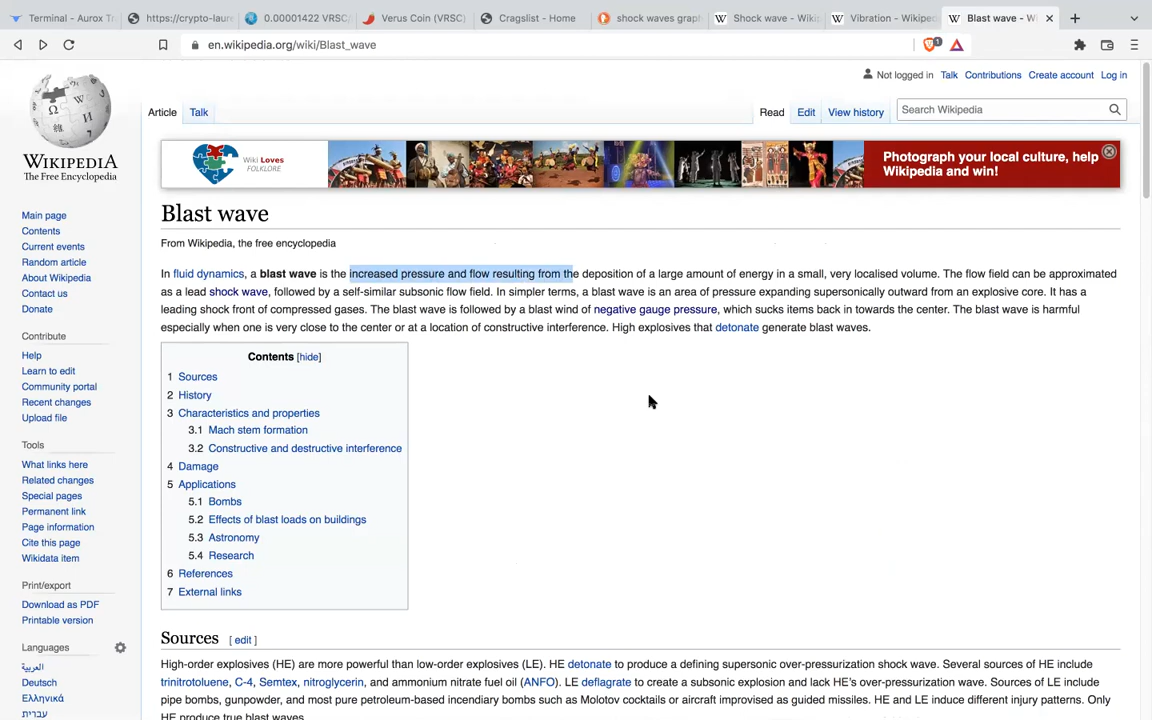 Terminal - Aurox T
https://crypto-laure
0.00001422 VRSC
Verus Coin (VRSC)
Cragslist - Home
shock waves grap
Shock wave - Wiki
Vibration - Wikiped
Blast wave - W
en.wikipedia.org/wiki/Blast_wave
1
Not logged in Talk Contributions Create account Log in
Article Talk
Read Edit View history
Search Wikipedia
WIKIPEDIA
The Free Encyclopedia
Wiki Loves
FOLKLORE
Photograph your local culture, help
Wikipedia and win!
Main page
Contents
Current events
Random article
About Wikipedia
Contact us
Donate
Contribute
Help
Learn to edit
Community portal
Recent changes
Upload file
Tools
What links here
Related changes
Special pages
Permanent link
Page information
Cite this page
Wikidata item
Print/export
Download as PDF
Printable version
Languages
العربية
Deutsch
Ελληνικά
עברית
Blast wave
From Wikipedia, the free encyclopedia
In fluid dynamics, a blast wave is the increased pressure and flow resulting from the deposition of a large amount of energy in a small, very localised volume. The flow field can be approximated
as a lead shock wave, followed by a self-similar subsonic flow field. In simpler terms, a blast wave is an area of pressure expanding supersonically outward from an explosive core. It has a
leading shock front of compressed gases. The blast wave is followed by a blast wind of negative gauge pressure, which sucks items back in towards the center. The blast wave is harmful
especially when one is very close to the center or at a location of constructive interference. High explosives that detonate generate blast waves.
Contents [hide]
1 Sources
2 History
3 Characteristics and properties
3.1 Mach stem formation
3.2 Constructive and destructive interference
4 Damage
5 Applications
5.1 Bombs
5.2 Effects of blast loads on buildings
5.3 Astronomy
5.4 Research
6 References
7 External links
Sources [ edit ]
High-order explosives (HE) are more powerful than low-order explosives (LE). HE detonate to produce a defining supersonic over-pressurization shock wave. Several sources of HE include
trinitrotoluene, C-4, Semtex, nitroglycerin, and ammonium nitrate fuel oil (ANFO). LE deflagrate to create a subsonic explosion and lack HE's over-pressurization wave. Sources of LE include
pipe bombs, gunpowder, and most pure petroleum-based incendiary bombs such as Molotov cocktails or aircraft improvised as guided missiles. HE and LE induce different injury patterns. Only
HE produce true blast waves.